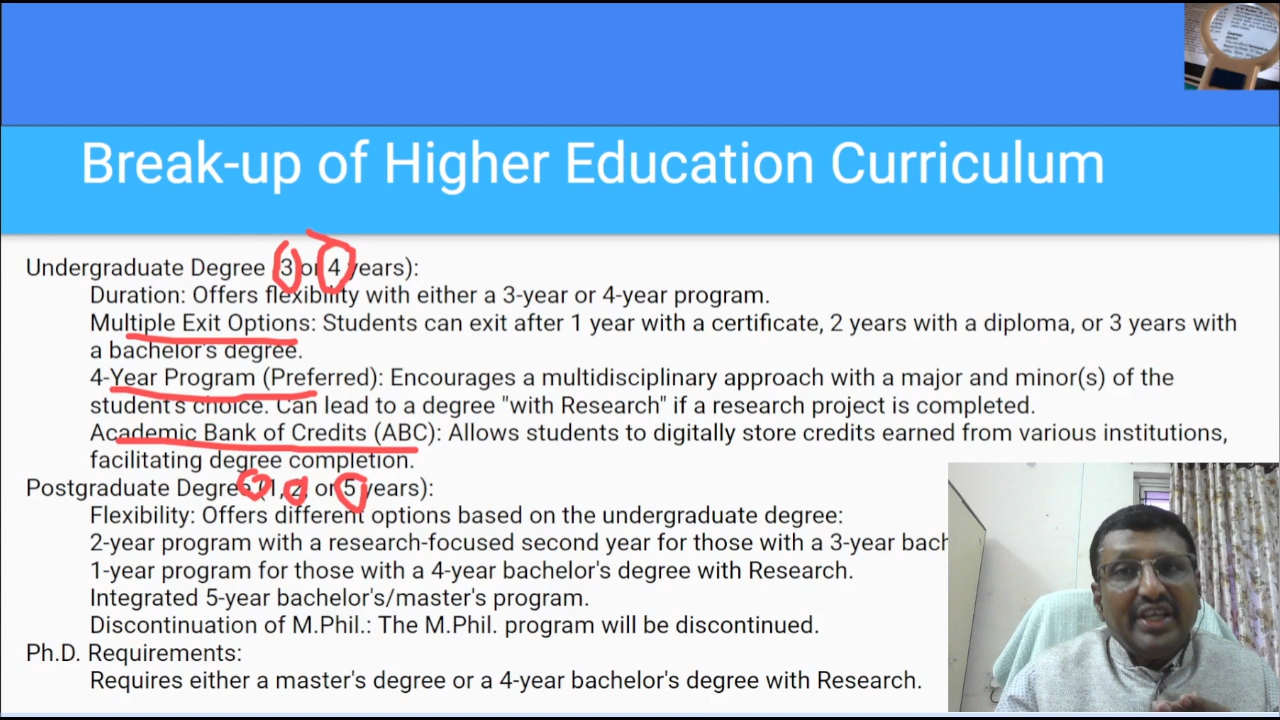 Break-up of Higher Education Curriculum
Undergraduate Degree (3 or 4 years):
Duration: Offers flexibility with either a 3-year or 4-year program.
Multiple Exit Options: Students can exit after 1 year with a certificate, 2 years with a diploma, or 3 years with
a bachelor's degree.
4-Year Program (Preferred): Encourages a multidisciplinary approach with a major and minor(s) of the
student's choice. Can lead to a degree "with Research" if a research project is completed.
Academic Bank of Credits (ABC): Allows students to digitally store credits earned from various institutions,
facilitating degree completion.
Postgraduate Degree (1, 2, or 5 years):
Flexibility: Offers different options based on the undergraduate degree:
2-year program with a research-focused second year for those with a 3-year bach
1-year program for those with a 4-year bachelor's degree with Research.
Integrated 5-year bachelor's/master's program.
Discontinuation of M.Phil.: The M.Phil. program will be discontinued.
Ph.D. Requirements:
Requires either a master's degree or a 4-year bachelor's degree with Research.